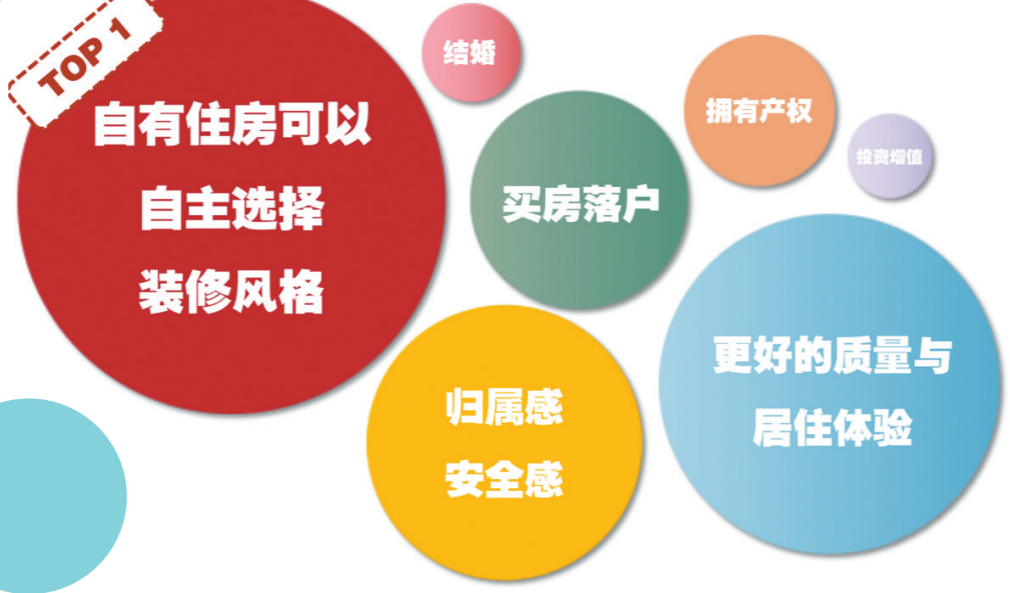 TOP 1
自有住房可以
自主选择
装修风格
结婚
买房落户
拥有产权
投资增值
归属感
安全感
更好的质量与
居住体验